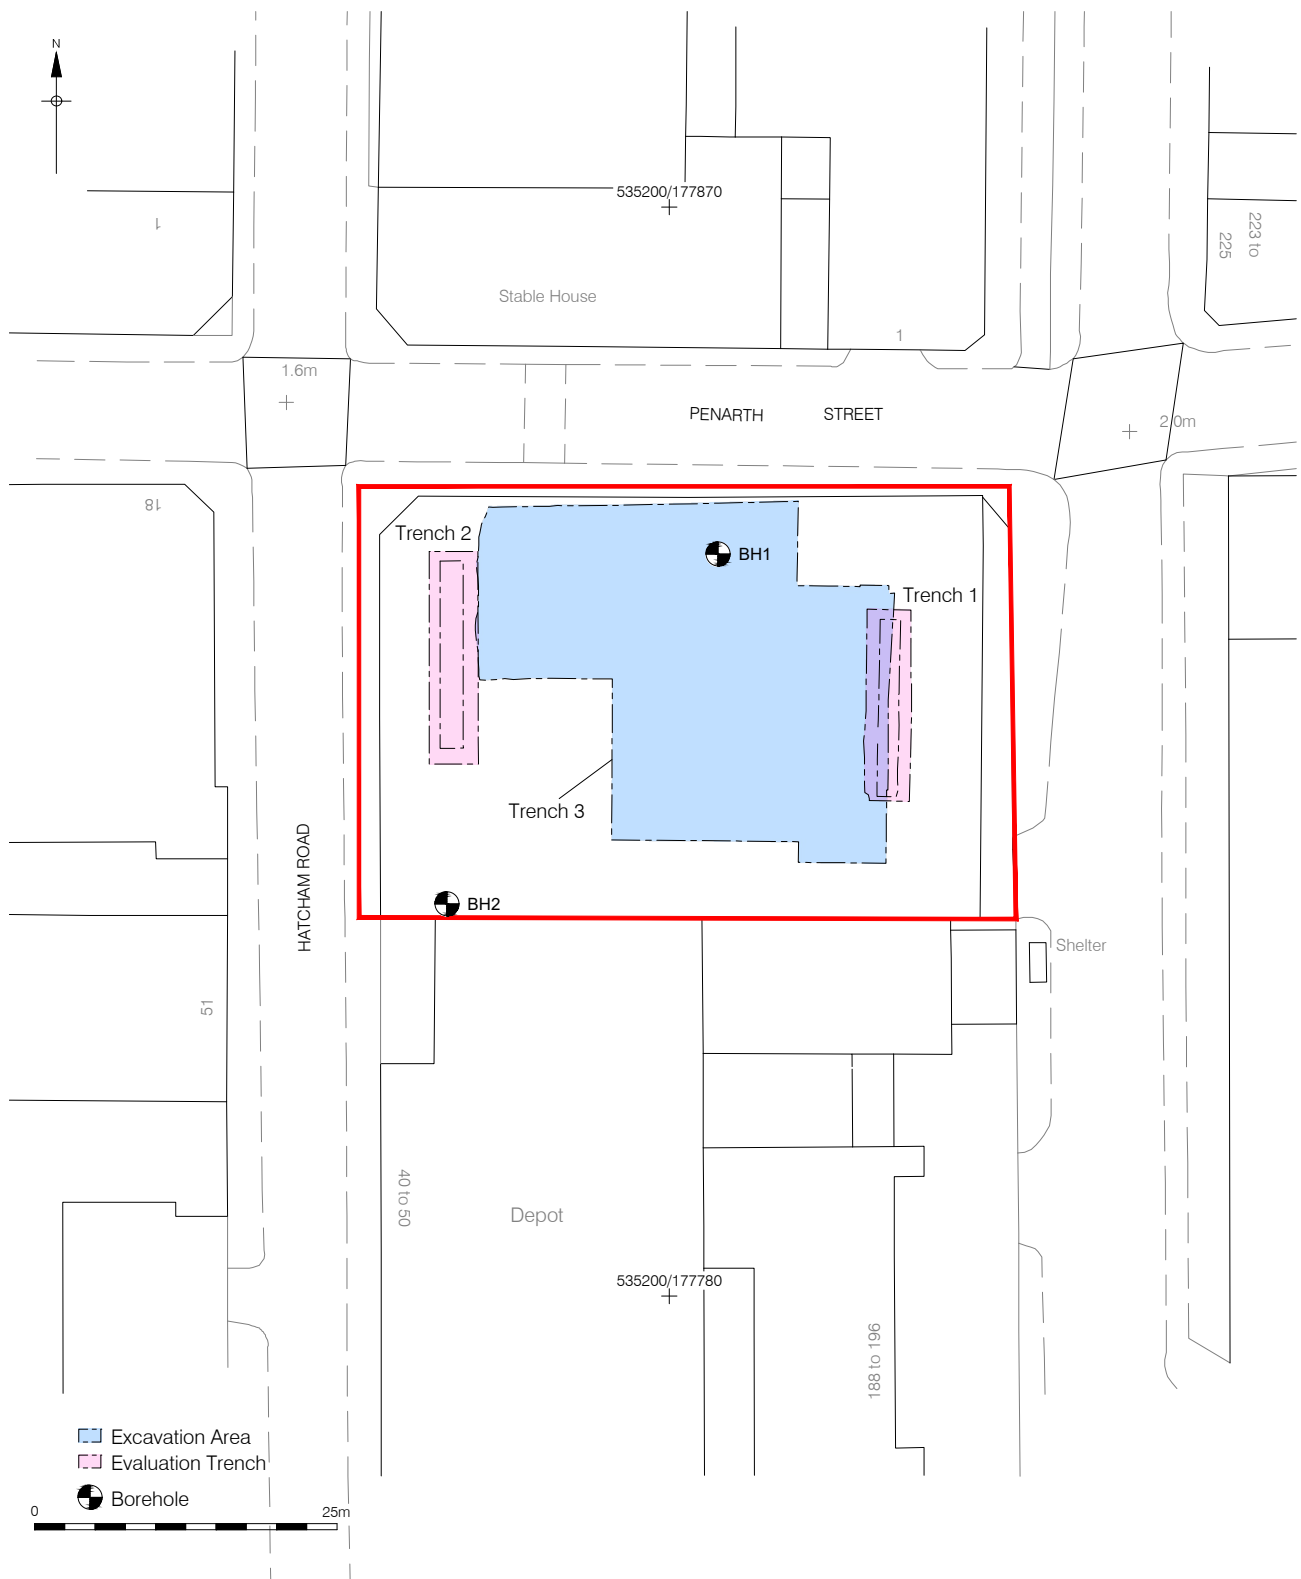 N
535200/177870
1
223 to
225
Stable House
1
1.6m
PENARTH STREET
2.0m
18
Trench 2
BH1
Trench 1
Trench 3
HATCHAM ROAD
BH2
Shelter
51
40 to 50
Depot
535200/177780
188 to 196
Excavation Area
Evaluation Trench
Borehole
0 25m